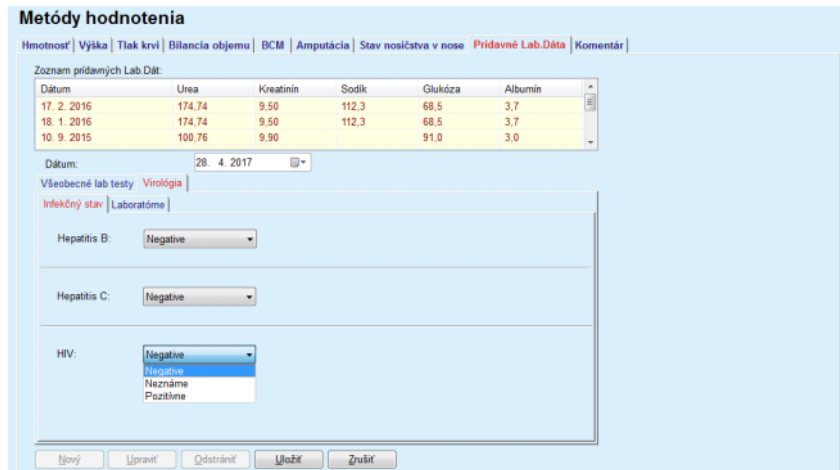 Metódy hodnotenia
Hmotnosť Výška Tlak krvi Bilancia objemu BCM Amputácia Stav nosičstva v nose Prídavné Lab.Dáta Komentár
Zoznam prídavných Lab.Dát:
Dátum Urea Kreatinín Sodík Glukóza Albumín
17. 2. 2016 174,74 9,50 112,3 68,5 3,7
18. 1. 2016 174,74 9,50 112,3 68,5 3,7
10. 9. 2015 100,76 9,90 91,0 3,0
Dátum: 28. 4. 2017
Všeobecné lab testy Virológia
Infekčný stav Laboratórne
Hepatitis B: Negative
Hepatitis C: Negative
HIV: Negative
Negative
Neznáme
Pozitívne
Nový Upraviť Odstrániť Uložiť Zrušiť